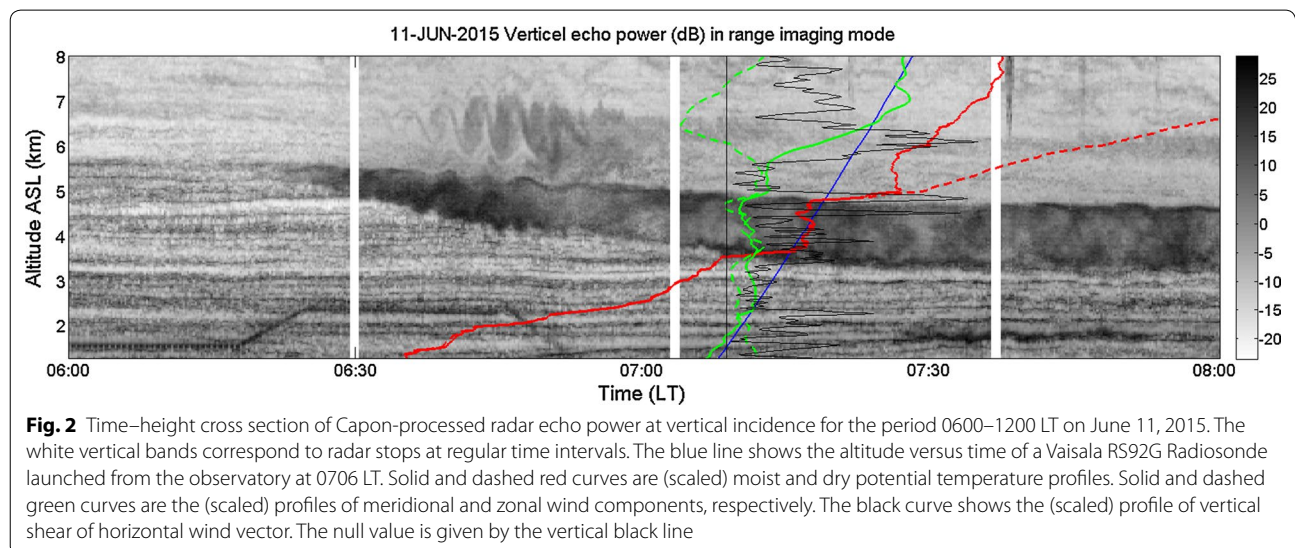 11-JUN-2015 Verticel echo power (dB) in range imaging mode
8
7
6
5
4
3
2
Altitude ASL (km)
25
20
15
10
5
0
-5
-10
-15
-20
06:00 06:30 07:00 07:30 08:00
Time (LT)
Fig. 2 Time–height cross section of Capon-processed radar echo power at vertical incidence for the period 0600–1200 LT on June 11, 2015. The
white vertical bands correspond to radar stops at regular time intervals. The blue line shows the altitude versus time of a Vaisala RS92G Radiosonde
launched from the observatory at 0706 LT. Solid and dashed red curves are (scaled) moist and dry potential temperature profiles. Solid and dashed
green curves are the (scaled) profiles of meridional and zonal wind components, respectively. The black curve shows the (scaled) profile of vertical
shear of horizontal wind vector. The null value is given by the vertical black line